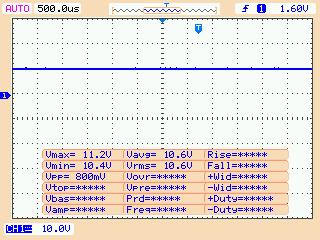 AUTO 500.0us T ƒ 1 1.60V
T
1
Vmax= 11.2V Vavg= 10.6V Rise=*****
Vmin= 10.4V Vrms= 10.6V Fall=*****
VPP= 800mV Vovr=***** +Wid=*****
Vtop=***** Vpre=***** -Wid=*****
Vbas=***** Prd=***** +Duty=*****
Vamp=***** Freq=***** -Duty=*****
CH1 10.0V